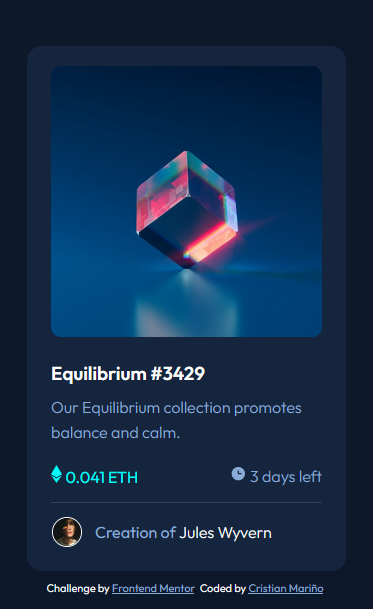 Equilibrium #3429
Our Equilibrium collection promotes
balance and calm.
0.041 ETH 3 days left
Creation of Jules Wyvern
Challenge by Frontend Mentor Coded by Cristian Mariño